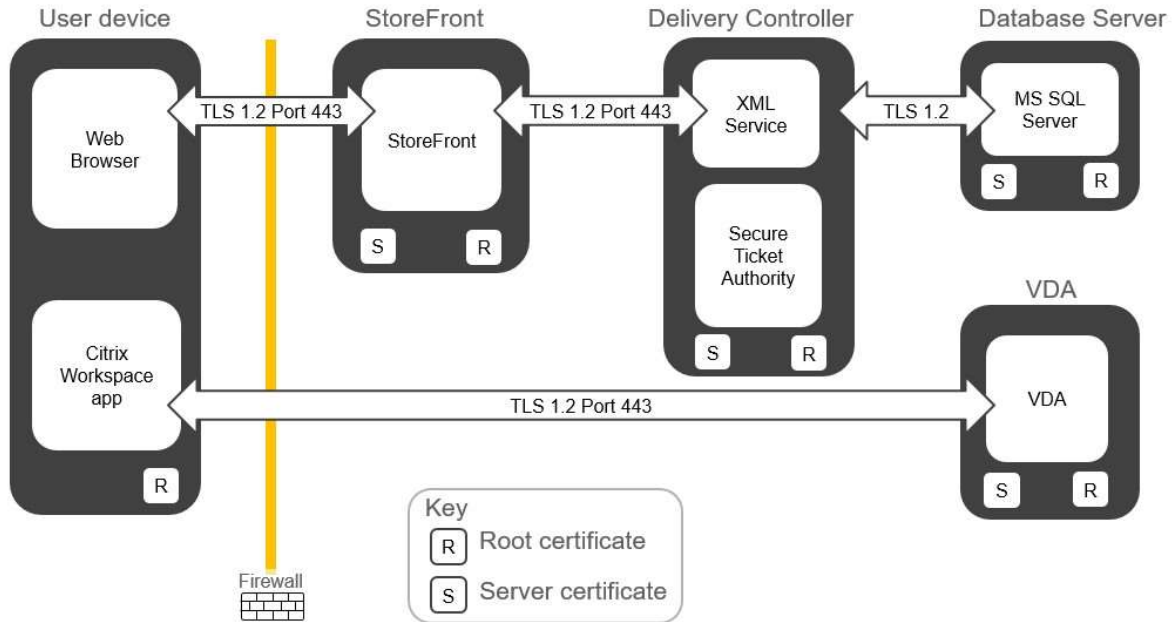 User device
StoreFront
Delivery Controller
Database Server
Web
Browser
TLS 1.2 Port 443
StoreFront
TLS 1.2 Port 443
XML
Service
TLS 1.2
MS SQL
Server
S
R
S
R
Secure
Ticket
Authority
S
R
VDA
Citrix
Workspace
app
TLS 1.2 Port 443
VDA
R
S
R
Key
R Root certificate
S Server certificate
Firewall